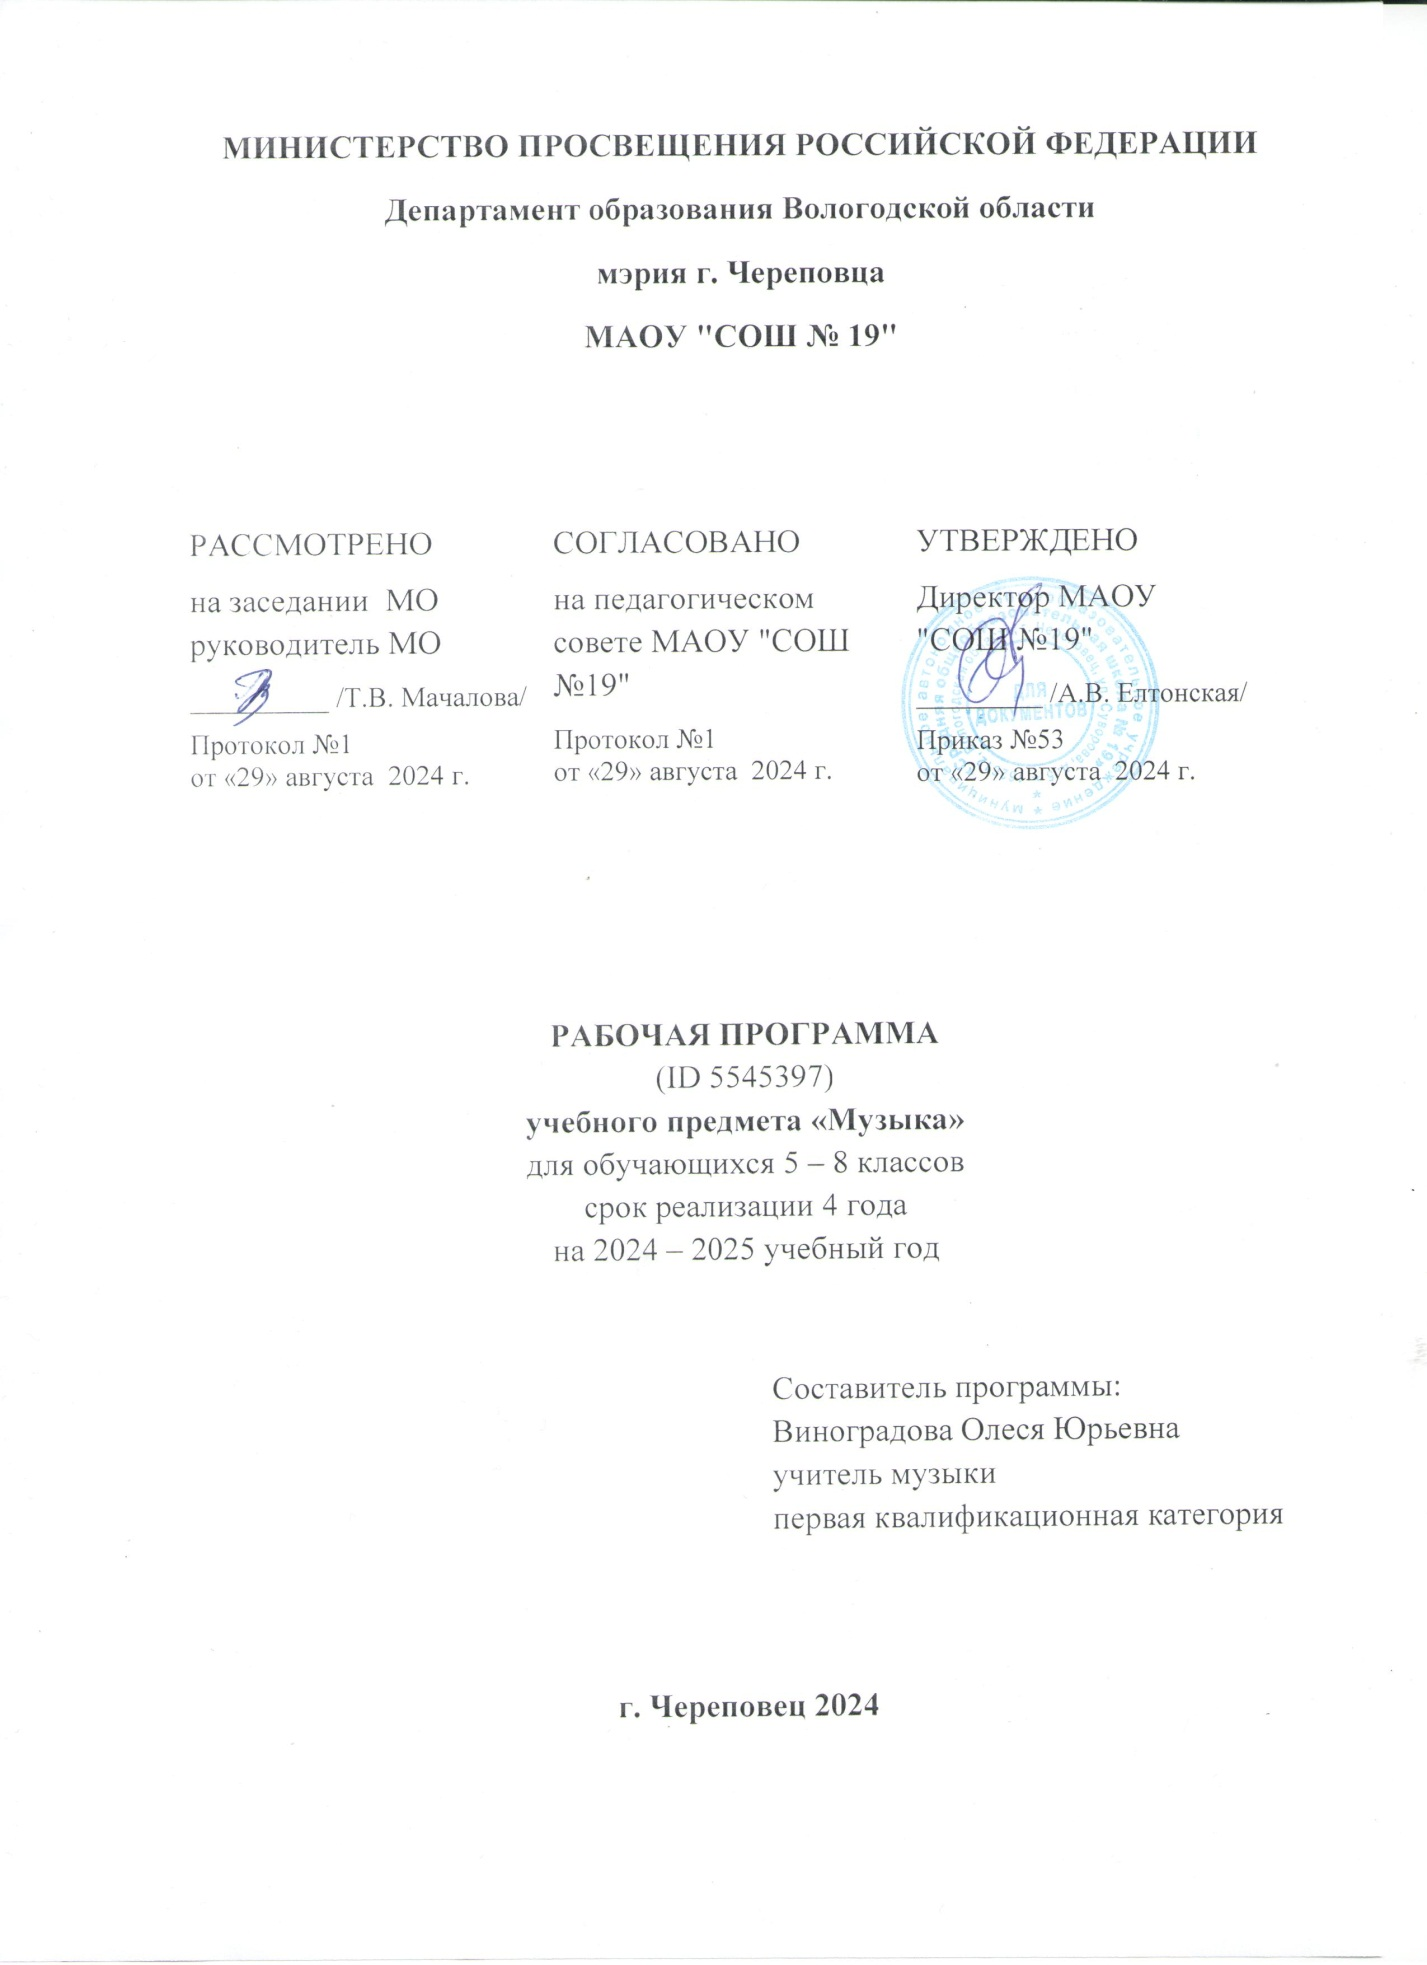 МИНИСТЕРСТВО ПРОСВЕЩЕНИЯ РОССИЙСКОЙ ФЕДЕРАЦИИ
Департамент образования Вологодской области
мэрия г. Череповца
МАОУ "СОШ № 19"
РАССМОТРЕНО
на заседании МО
руководитель МО
__________ /Т.В. Мачалова/
Протокол №1
от «29» августа 2024 г.
СОГЛАСОВАНО
на педагогическом
совете МАОУ "СОШ
№19"
Протокол №1
от «29» августа 2024 г.
УТВЕРЖДЕНО
Директор МАОУ
"СОШ №19"
_________ /А.В. Елтонская/
Приказ №53
от «29» августа 2024 г.
ДЛЯ
ДОКУМЕНТОВ
РАБОЧАЯ ПРОГРАММА
(ID 5545397)
учебного предмета «Музыка»
для обучающихся 5 – 8 классов
срок реализации 4 года
на 2024 – 2025 учебный год
Составитель программы:
Виноградова Олеся Юрьевна
учитель музыки
первая квалификационная категория
г. Череповец 2024